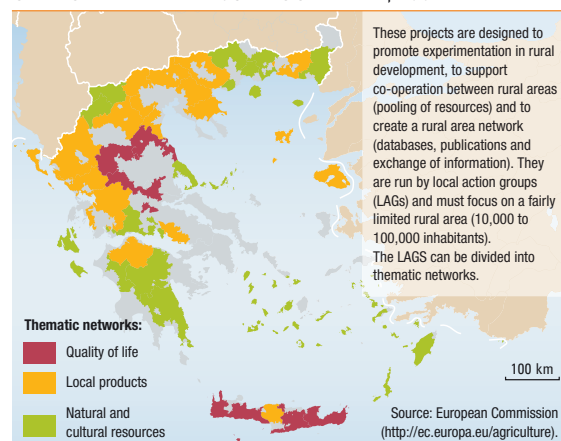 These projects are designed to
promote experimentation in rural
development, to support
co-operation between rural areas
(pooling of resources) and to
create a rural area network
(databases, publications and
exchange of information). They
are run by local action groups
(LAGs) and must focus on a fairly
limited rural area (10,000 to
100,000 inhabitants).
The LAGS can be divided into
thematic networks.
Thematic networks:
Quality of life
Local products
Natural and
cultural resources
100 km
Source: European Commission
(http://ec.europa.eu/agriculture).